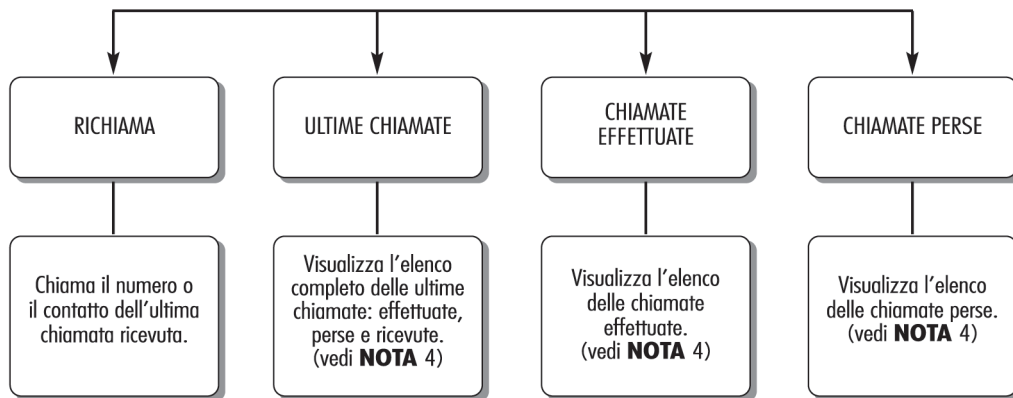 RICHIAMA
ULTIME CHIAMATE
CHIAMATE
EFFETTUATE
CHIAMATE PERSE
Chiama il numero o
il contatto dell’ultima
chiamata ricevuta.
Visualizza l’elenco
completo delle ultime
chiamate: effettuate,
perse e ricevute.
(vedi NOTA 4)
Visualizza l’elenco
delle chiamate
effettuate.
(vedi NOTA 4)
Visualizza l’elenco
delle chiamate perse.
(vedi NOTA 4)